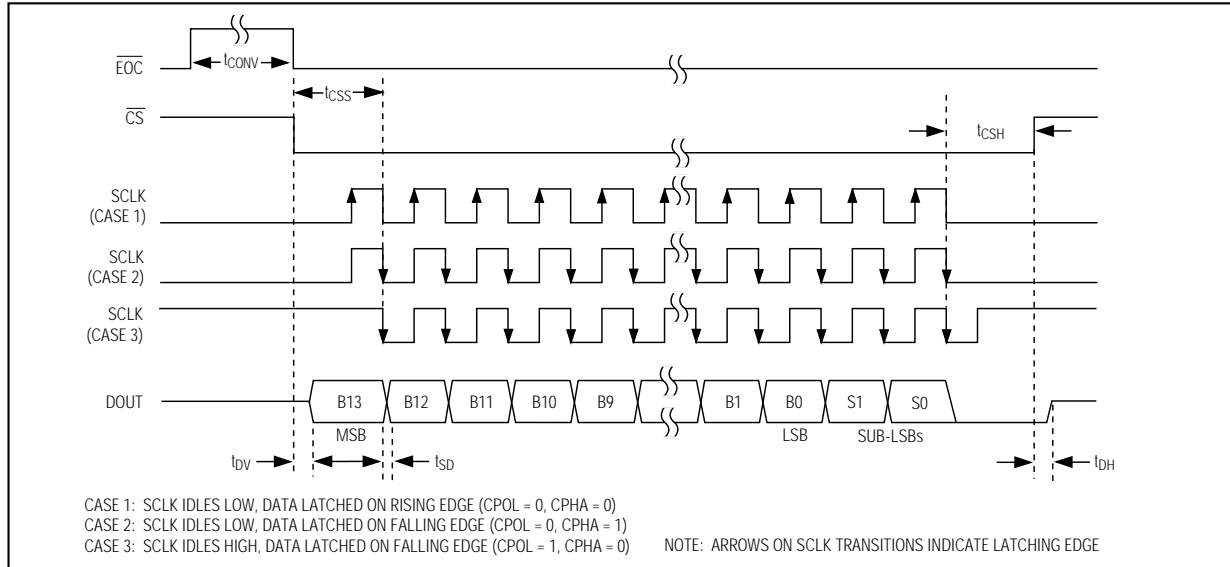 EOC
tCONV
tCSS
CS
tCSH
SCLK
(CASE 1)
SCLK
(CASE 2)
SCLK
(CASE 3)
DOUT
B13
B12
B11
B10
B9
B1
B0
S1
S0
MSB
LSB
SUB-LSBs
tDV
tSD
tDH
CASE 1: SCLK IDLES LOW, DATA LATCHED ON RISING EDGE (CPOL = 0, CPHA = 0)
CASE 2: SCLK IDLES LOW, DATA LATCHED ON FALLING EDGE (CPOL = 0, CPHA = 1)
CASE 3: SCLK IDLES HIGH, DATA LATCHED ON FALLING EDGE (CPOL = 1, CPHA = 0)
NOTE: ARROWS ON SCLK TRANSITIONS INDICATE LATCHING EDGE